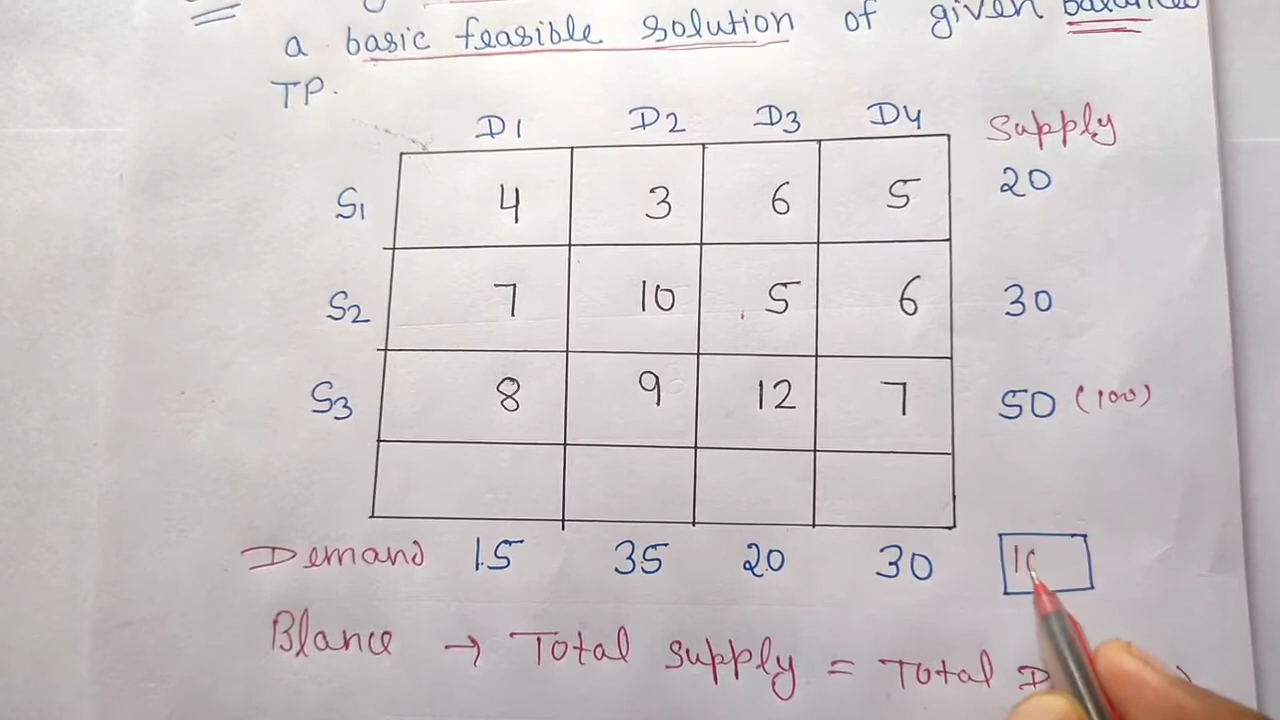 a basic feasible solution of given
TP.
D1 D2 D3 D4 Supply
S1 4 3 6 5 20
S2 7 10 5 6 30
S3 8 9 12 7 50 (100)
Demand 15 35 20 30
Blance → Total supply = Total